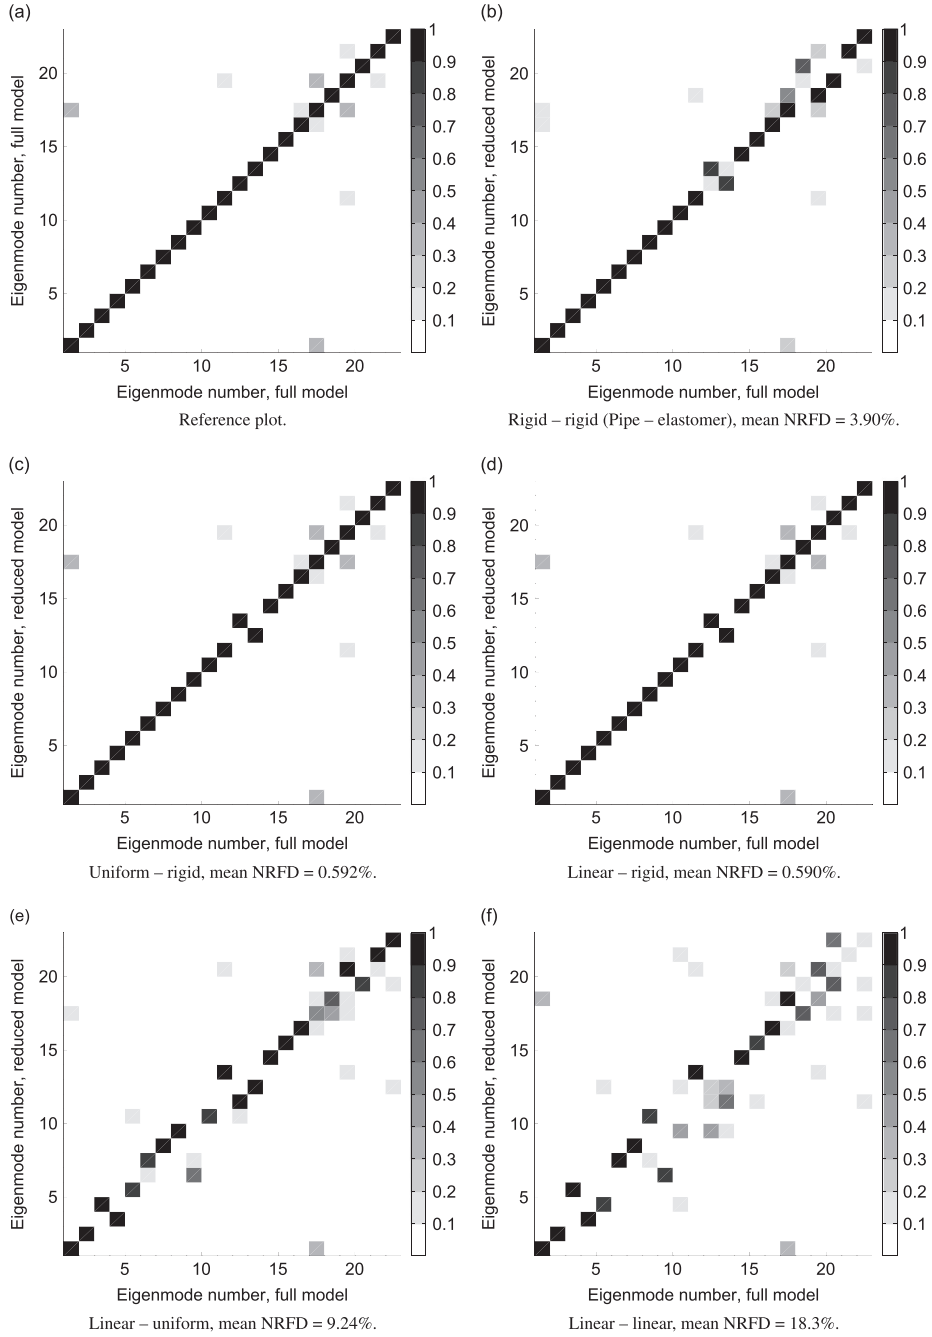 (a)
Eigenmode number, full model
20
15
10
5
5 10 15 20
Eigenmode number, full model
1
0.9
0.8
0.7
0.6
0.5
0.4
0.3
0.2
0.1
Reference plot.
(b)
Eigenmode number, reduced model
20
15
10
5
5 10 15 20
Eigenmode number, full model
1
0.9
0.8
0.7
0.6
0.5
0.4
0.3
0.2
0.1
Rigid – rigid (Pipe – elastomer), mean NRFD = 3.90%.
(c)
Eigenmode number, reduced model
20
15
10
5
5 10 15 20
Eigenmode number, full model
1
0.9
0.8
0.7
0.6
0.5
0.4
0.3
0.2
0.1
Uniform – rigid, mean NRFD = 0.592%.
(d)
Eigenmode number, reduced model
20
15
10
5
5 10 15 20
Eigenmode number, full model
1
0.9
0.8
0.7
0.6
0.5
0.4
0.3
0.2
0.1
Linear – rigid, mean NRFD = 0.590%.
(e)
Eigenmode number, reduced model
20
15
10
5
5 10 15 20
Eigenmode number, full model
1
0.9
0.8
0.7
0.6
0.5
0.4
0.3
0.2
0.1
Linear – uniform, mean NRFD = 9.24%.
(f)
Eigenmode number, reduced model
20
15
10
5
5 10 15 20
Eigenmode number, full model
1
0.9
0.8
0.7
0.6
0.5
0.4
0.3
0.2
0.1
Linear – linear, mean NRFD = 18.3%.